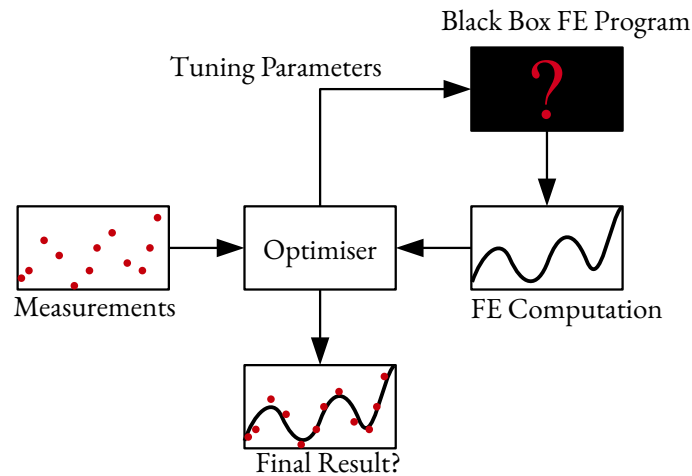 Black Box FE Program
Tuning Parameters
?
Optimiser
Measurements
FE Computation
Final Result?